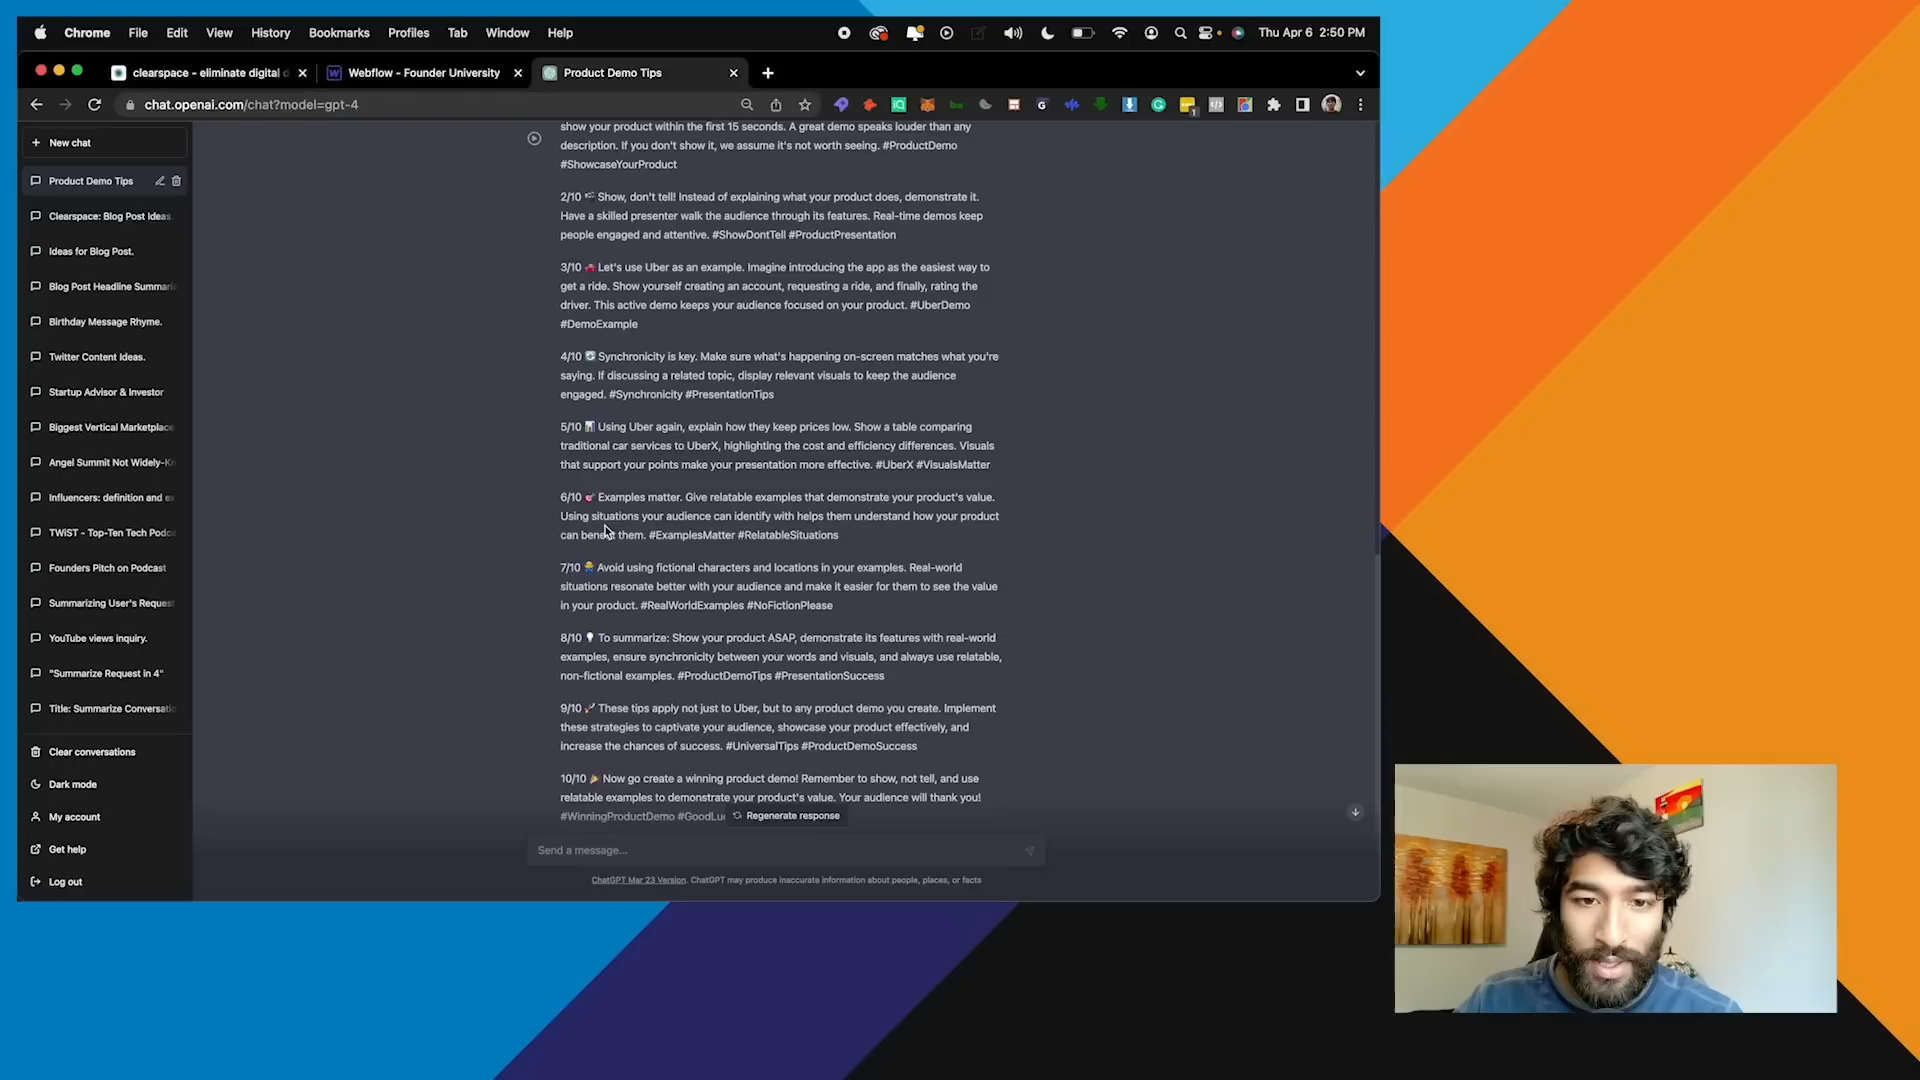 Chrome File Edit View History Bookmarks Profiles Tab Window Help Thu Apr 6 2:50 PM
clearspace - eliminate digital Webflow - Founder University Product Demo Tips
chat.openai.com/chat?model=gpt-4
New chat
Product Demo Tips
Clearspace: Blog Post Ideas.
Ideas for Blog Post.
Blog Post Headline Summari
Birthday Message Rhyme.
Twitter Content Ideas.
Startup Advisor & Investor
Biggest Vertical Marketplace
Angel Summit Not Widely-Kn
Influencers: definition and ex
TWiST - Top-Ten Tech Podca
Founders Pitch on Podcast
Summarizing User's Request
YouTube views inquiry.
"Summarize Request in 4"
Title: Summarize Conversatio
Clear conversations
Dark mode
My account
Get help
Log out
show your product within the first 15 seconds. A great demo speaks louder than any
description. If you don't show it, we assume it's not worth seeing. #ProductDemo
#ShowcaseYourProduct
2/10 🎬 Show, don't tell! Instead of explaining what your product does, demonstrate it.
Have a skilled presenter walk the audience through its features. Real-time demos keep
people engaged and attentive. #ShowDontTell #ProductPresentation
3/10 🚗 Let's use Uber as an example. Imagine introducing the app as the easiest way to
get a ride. Show yourself creating an account, requesting a ride, and finally, rating the
driver. This active demo keeps your audience focused on your product. #UberDemo
#DemoExample
4/10 🔄 Synchronicity is key. Make sure what's happening on-screen matches what you're
saying. If discussing a related topic, display relevant visuals to keep the audience
engaged. #Synchronicity #PresentationTips
5/10 📊 Using Uber again, explain how they keep prices low. Show a table comparing
traditional car services to UberX, highlighting the cost and efficiency differences. Visuals
that support your points make your presentation more effective. #UberX #VisualsMatter
6/10 🎯 Examples matter. Give relatable examples that demonstrate your product's value.
Using situations your audience can identify with helps them understand how your product
can benefit them. #ExamplesMatter #RelatableSituations
7/10 Avoid using fictional characters and locations in your examples. Real-world
situations resonate better with your audience and make it easier for them to see the value
in your product. #RealWorldExamples #NoFictionPlease
8/10 💡 To summarize: Show your product ASAP, demonstrate its features with real-world
examples, ensure synchronicity between your words and visuals, and always use relatable,
non-fictional examples. #ProductDemoTips #PresentationSuccess
9/10 🚀 These tips apply not just to Uber, but to any product demo you create. Implement
these strategies to captivate your audience, showcase your product effectively, and
increase the chances of success. #UniversalTips #ProductDemoSuccess
10/10 🎉 Now go create a winning product demo! Remember to show, not tell, and use
relatable examples to demonstrate your product's value. Your audience will thank you!
#WinningProductDemo #GoodLu
Regenerate response
Send a message...
ChatGPT Mar 23 Version. ChatGPT may produce inaccurate information about people, places, or facts